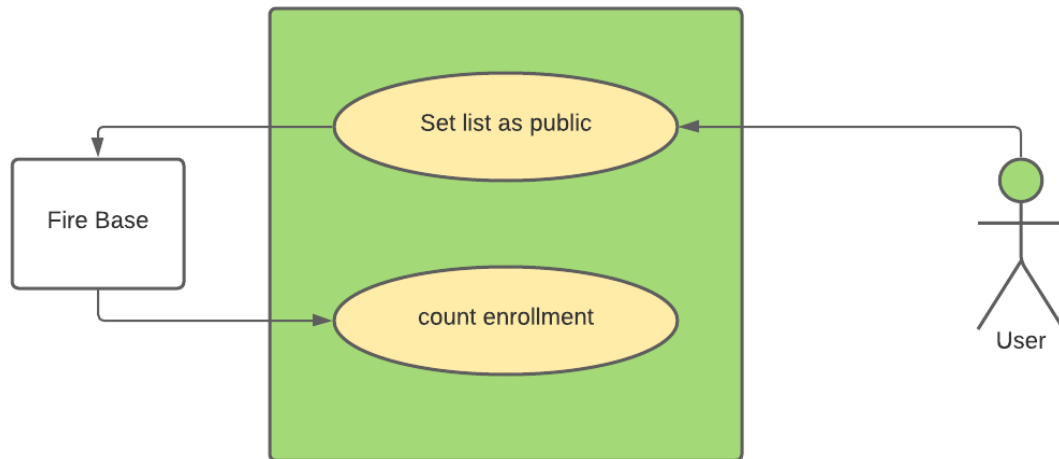 Set list as public
Fire Base
count enrollment
User